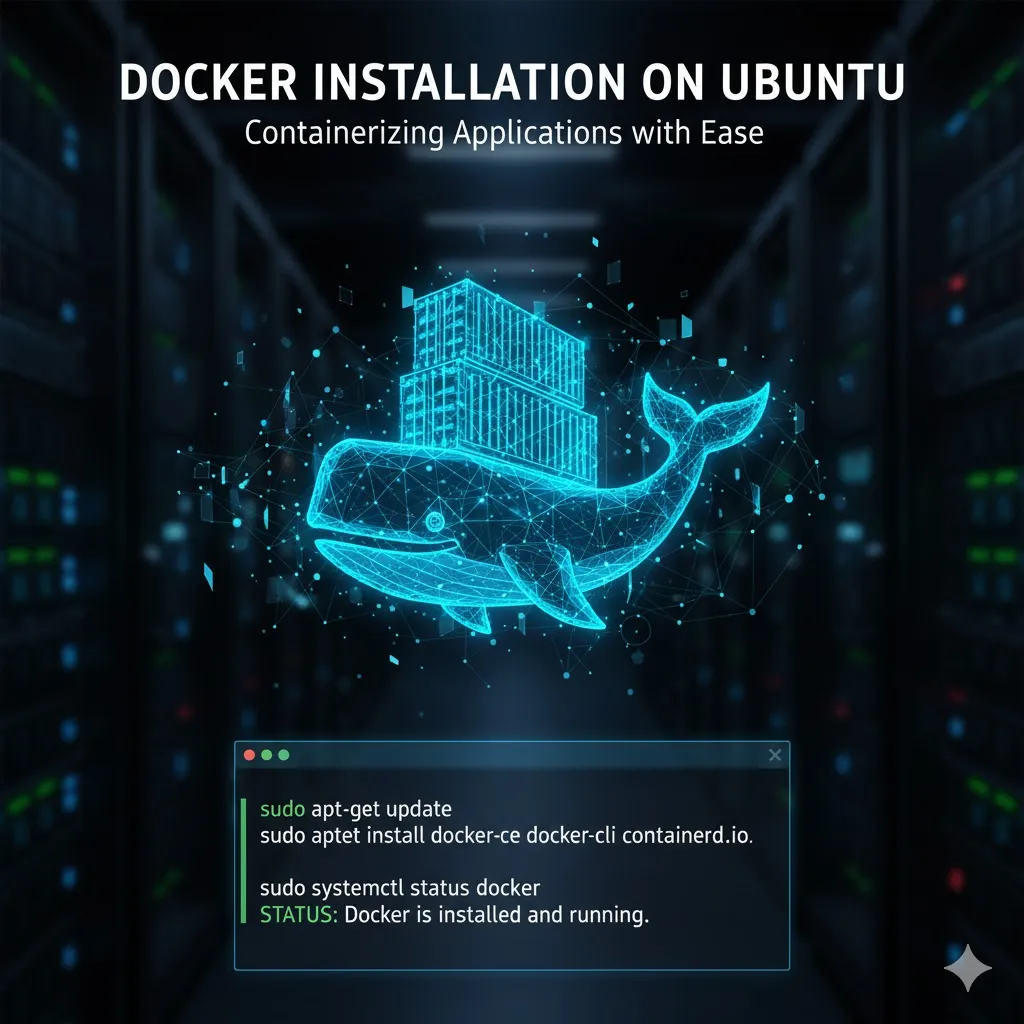 DOCKER INSTALLATION ON UBUNTU
Containerizing Applications with Ease
sudo apt-get update
sudo aptet install docker-ce docker-cli containerd.io.
sudo systemctl status docker
STATUS: Docker is installed and running.